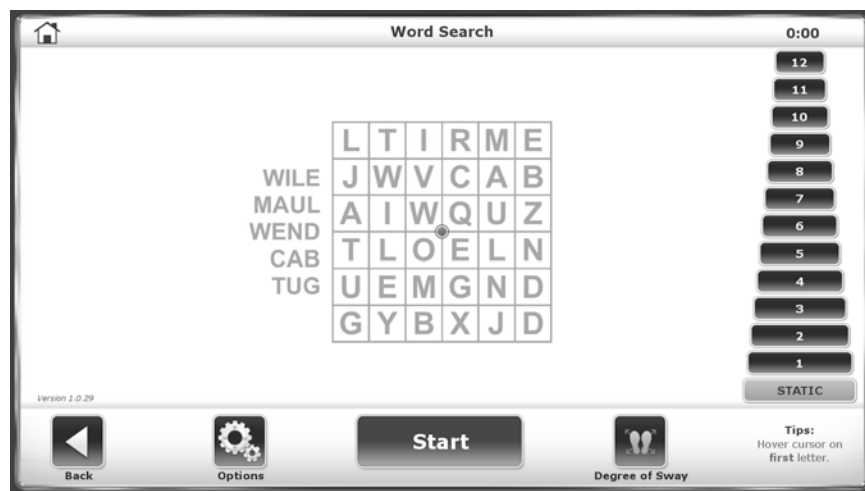 Word Search
0:00
12
11
10
9
8
7
6
5
4
3
2
1
STATIC
WILE
MAUL
WEND
CAB
TUG
L T I R M E
J W V C A B
A I W Q U Z
T L O E L N
U E M G N D
G Y B X J D
Version 1.0.29
Back
Options
Start
Degree of Sway
Tips:
Hover cursor on
first letter.